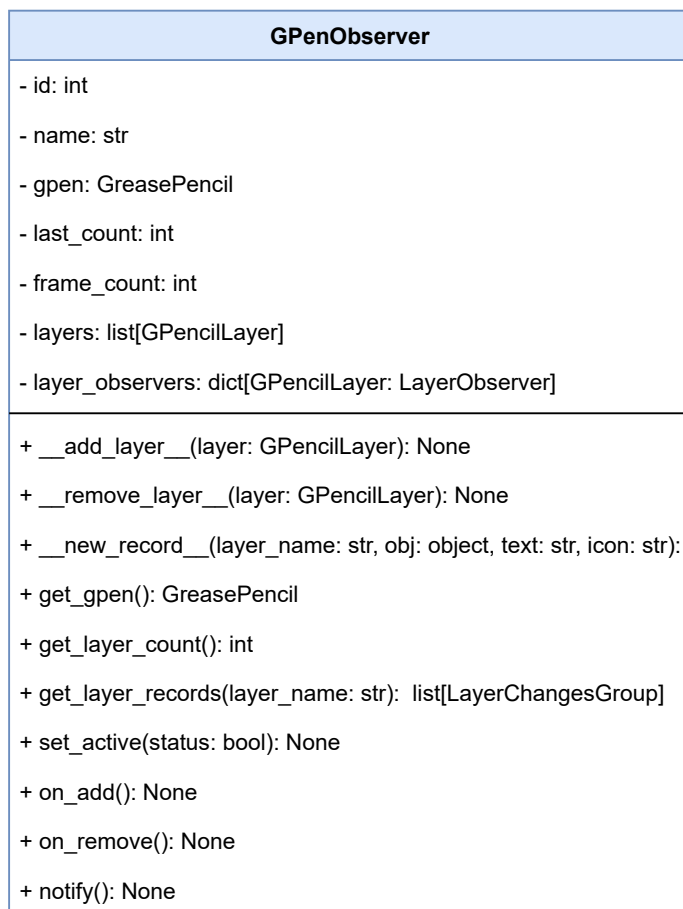 GPenObserver
- id: int
- name: str
- gpen: GreasePencil
- last_count: int
- frame_count: int
- layers: list[GPencilLayer]
- layer_observers: dict[GPencilLayer: LayerObserver]
+ __add_layer__(layer: GPencilLayer): None
+ __remove_layer__(layer: GPencilLayer): None
+ __new_record__(layer_name: str, obj: object, text: str, icon: str):
+ get_gpen(): GreasePencil
+ get_layer_count(): int
+ get_layer_records(layer_name: str):  list[LayerChangesGroup]
+ set_active(status: bool): None
+ on_add(): None
+ on_remove(): None
+ notify(): None